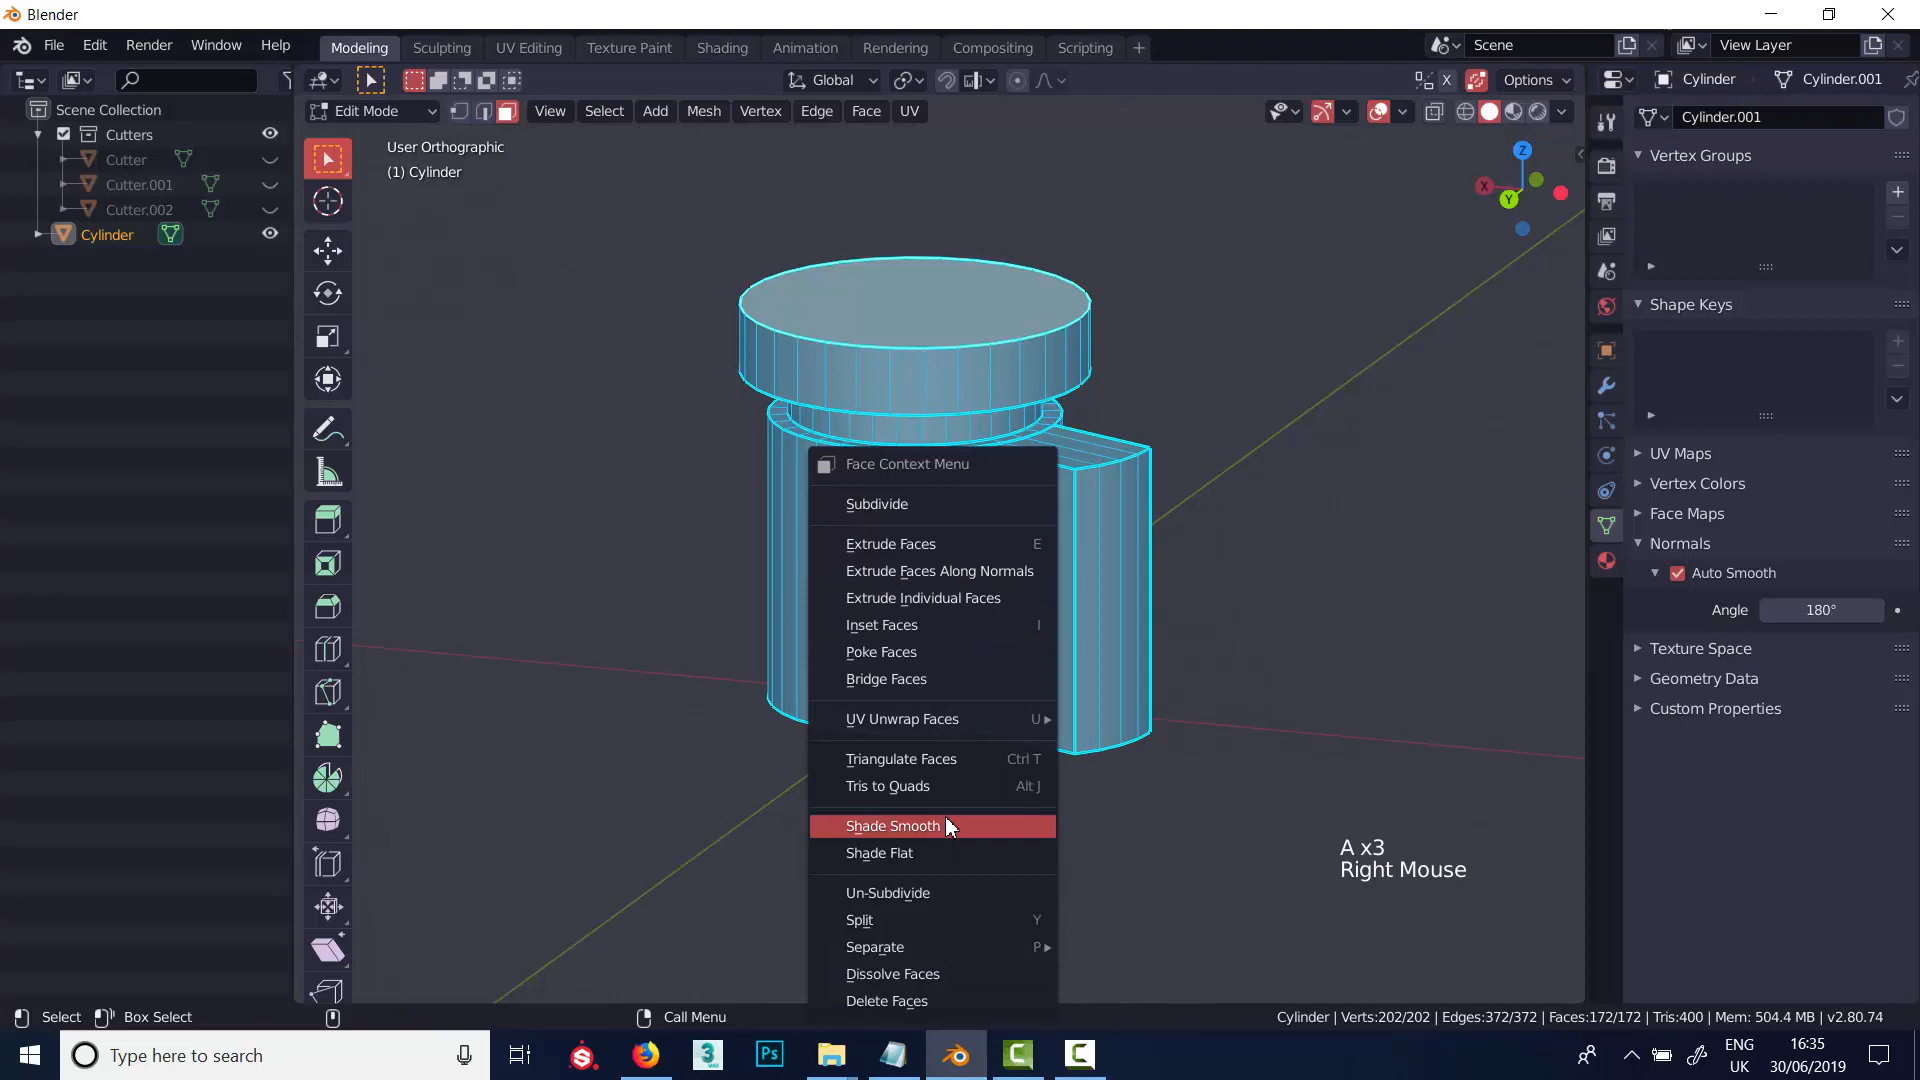 Blender
File Edit Render Window Help
Modeling Sculpting UV Editing Texture Paint Shading Animation Rendering Compositing Scripting +
Scene
View Layer
Global
Options
Cylinder
Cylinder.001
Edit Mode
View Select Add Mesh Vertex Edge Face UV
Scene Collection
Cutters
Cutter
Cutter.001
Cutter.002
Cylinder
User Orthographic
(1) Cylinder
Z
X
Y
Face Context Menu
Subdivide
Extrude Faces E
Extrude Faces Along Normals
Extrude Individual Faces
Inset Faces I
Poke Faces
Bridge Faces
UV Unwrap Faces U
Triangulate Faces Ctrl T
Tris to Quads Alt J
Shade Smooth
Shade Flat
Un-Subdivide
Split Y
Separate P
Dissolve Faces
Delete Faces
A x3
Right Mouse
Cylinder.001
Vertex Groups
Shape Keys
UV Maps
Vertex Colors
Face Maps
Normals
Auto Smooth
Angle 180°
Texture Space
Geometry Data
Custom Properties
Select Box Select Call Menu
Cylinder | Verts:202/202 | Edges:372/372 | Faces:172/172 | Tris:400 | Mem: 504.4 MB | v2.80.74
Type here to search
Ps
ENG
UK
16:35
30/06/2019